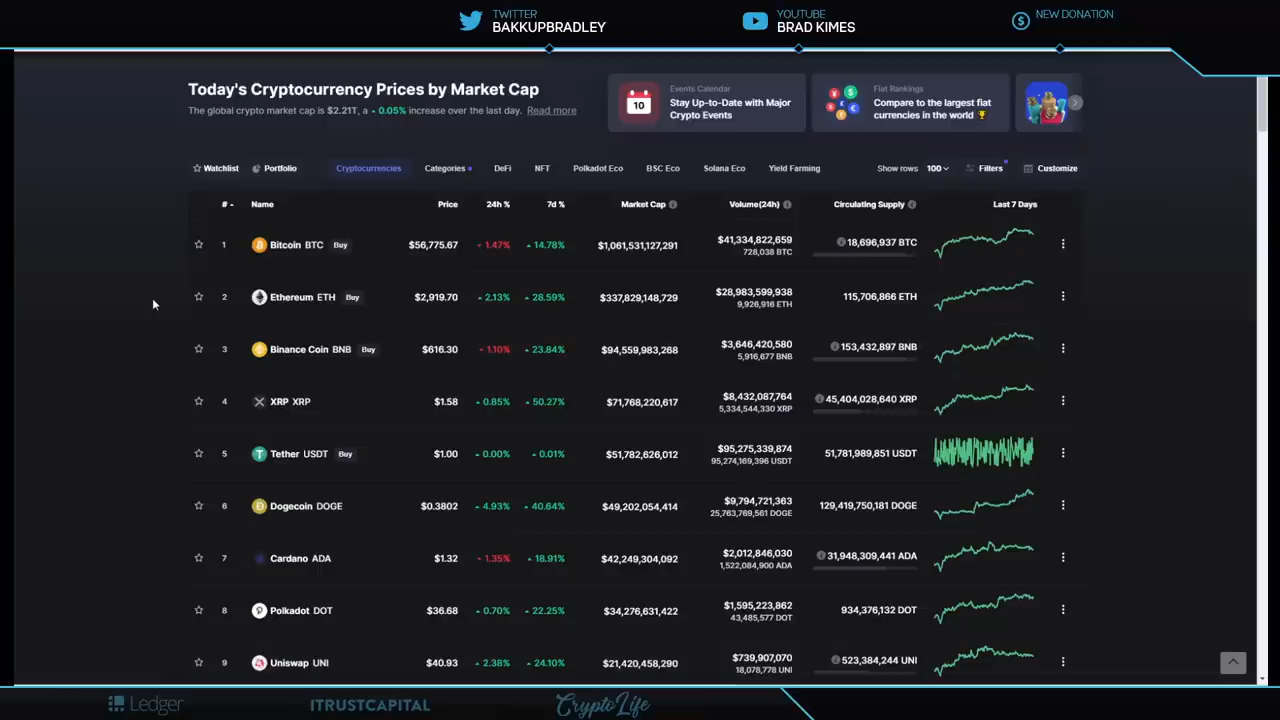 TWITTER
BAKKUPBRADLEY
YOUTUBE
BRAD KIMES
NEW DONATION
Today's Cryptocurrency Prices by Market Cap
The global crypto market cap is $2.21T, a 0.05% increase over the last day. Read more
Events Calendar
Stay Up-to-Date with Major
Crypto Events
10
Fiat Rankings
Compare to the largest fiat
currencies in the world 🏆
Watchlist Portfolio Cryptocurrencies Categories DeFi NFT Polkadot Eco BSC Eco Solana Eco Yield Farming Show rows 100 Filters Customize
# Name Price 24h % 7d % Market Cap Volume(24h) Circulating Supply Last 7 Days
1 Bitcoin BTC Buy $56,775.67 1.47% 14.78% $1,061,531,127,291 $41,334,822,659 18,696,937 BTC
728,038 BTC
2 Ethereum ETH Buy $2,919.70 2.13% 28.59% $337,829,148,729 $28,983,599,938 115,706,866 ETH
9,926,916 ETH
3 Binance Coin BNB Buy $616.30 1.10% 23.84% $94,559,983,268 $3,646,420,580 153,432,897 BNB
5,916,677 BNB
4 XRP XRP $1.58 0.85% 50.27% $71,768,220,617 $8,432,087,764 45,404,028,640 XRP
5,334,544,330 XRP
5 Tether USDT Buy $1.00 0.00% 0.01% $51,782,626,012 $95,275,339,874 51,781,989,851 USDT
95,274,169,396 USDT
6 Dogecoin DOGE $0.3802 4.93% 40.64% $49,202,054,414 $9,794,721,363 129,419,750,181 DOGE
25,763,769,561 DOGE
7 Cardano ADA $1.32 1.35% 18.91% $42,249,304,092 $2,012,846,030 31,948,309,441 ADA
1,522,084,900 ADA
8 Polkadot DOT $36.68 0.70% 22.25% $34,276,631,422 $1,595,223,862 934,376,132 DOT
43,485,577 DOT
9 Uniswap UNI $40.93 2.38% 24.10% $21,420,458,290 $739,907,070 523,384,244 UNI
18,078,778 UNI
Ledger
ITRUSTCAPITAL
CryptoLife